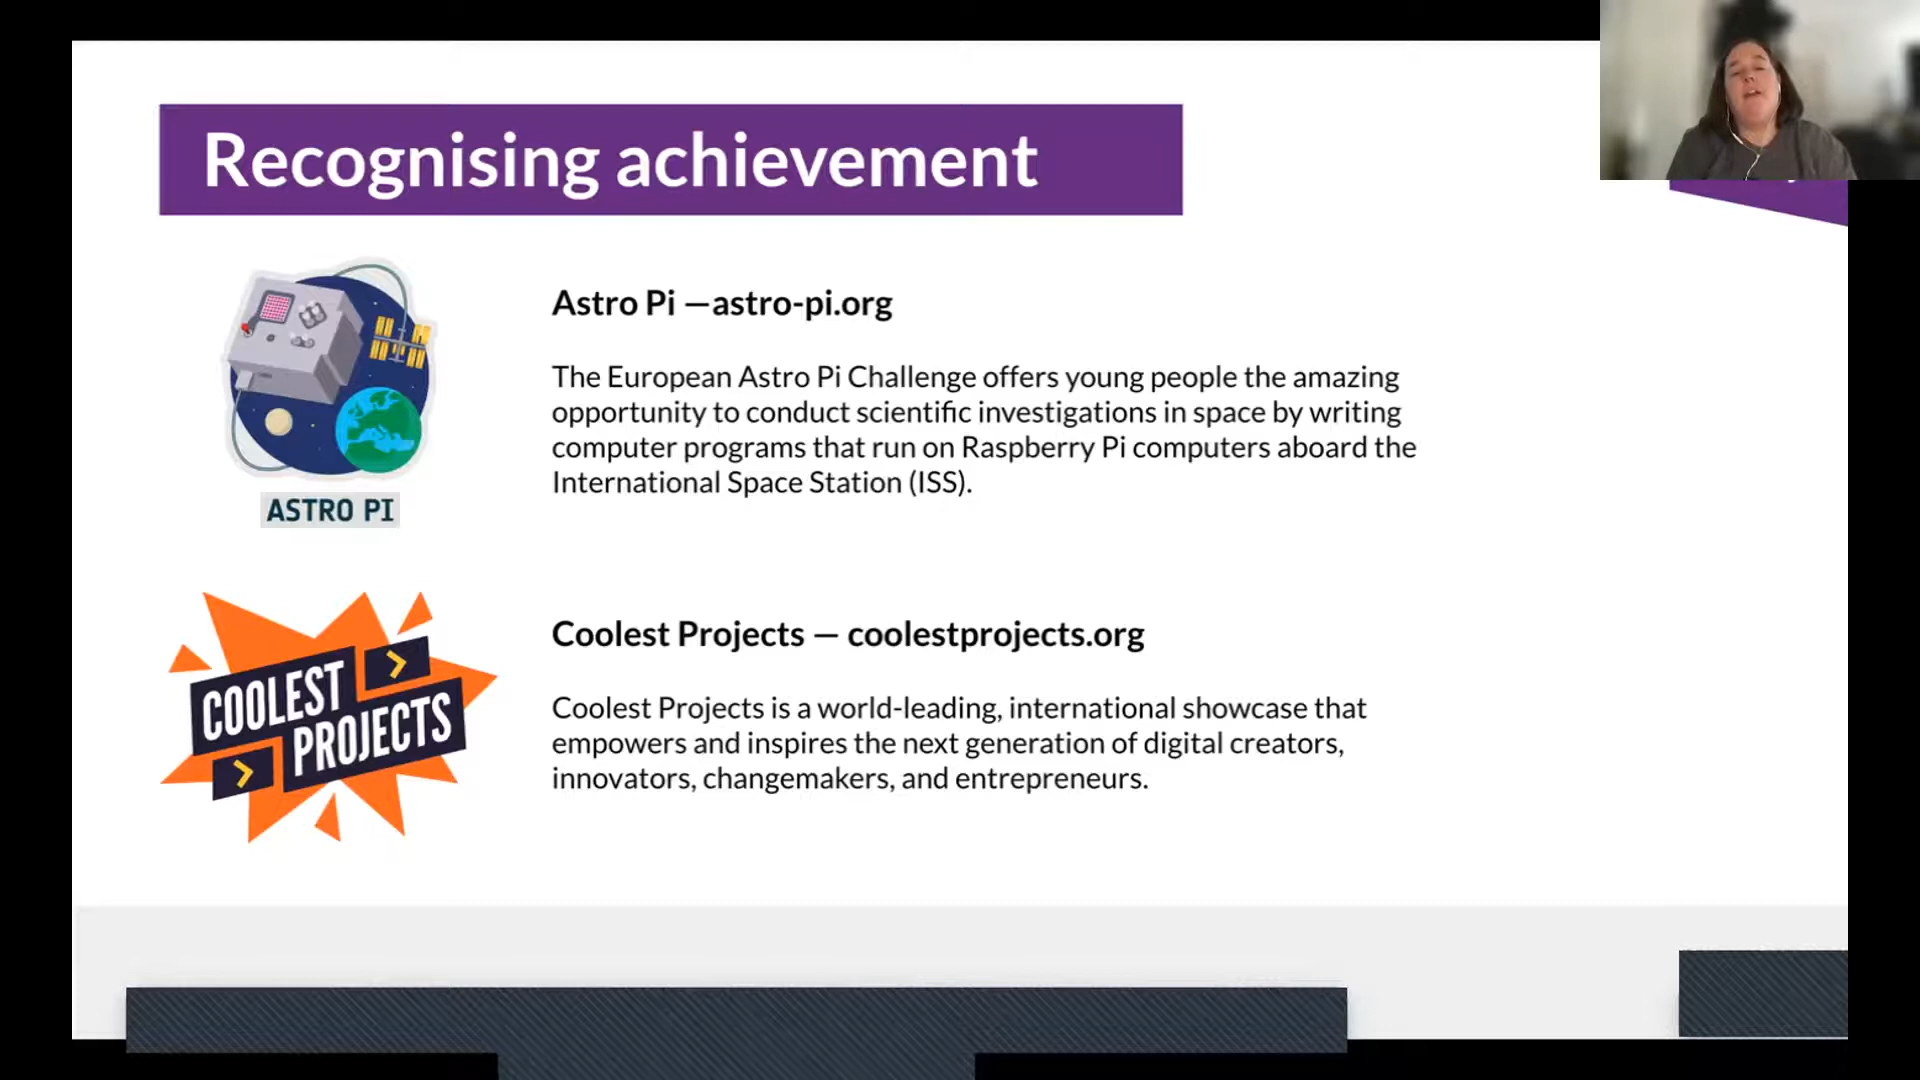 Recognising achievement
Astro Pi —astro-pi.org
The European Astro Pi Challenge offers young people the amazing
opportunity to conduct scientific investigations in space by writing
computer programs that run on Raspberry Pi computers aboard the
International Space Station (ISS).
ASTRO PI
Coolest Projects — coolestprojects.org
COOLEST
PROJECTS
Coolest Projects is a world-leading, international showcase that
empowers and inspires the next generation of digital creators,
innovators, changemakers, and entrepreneurs.